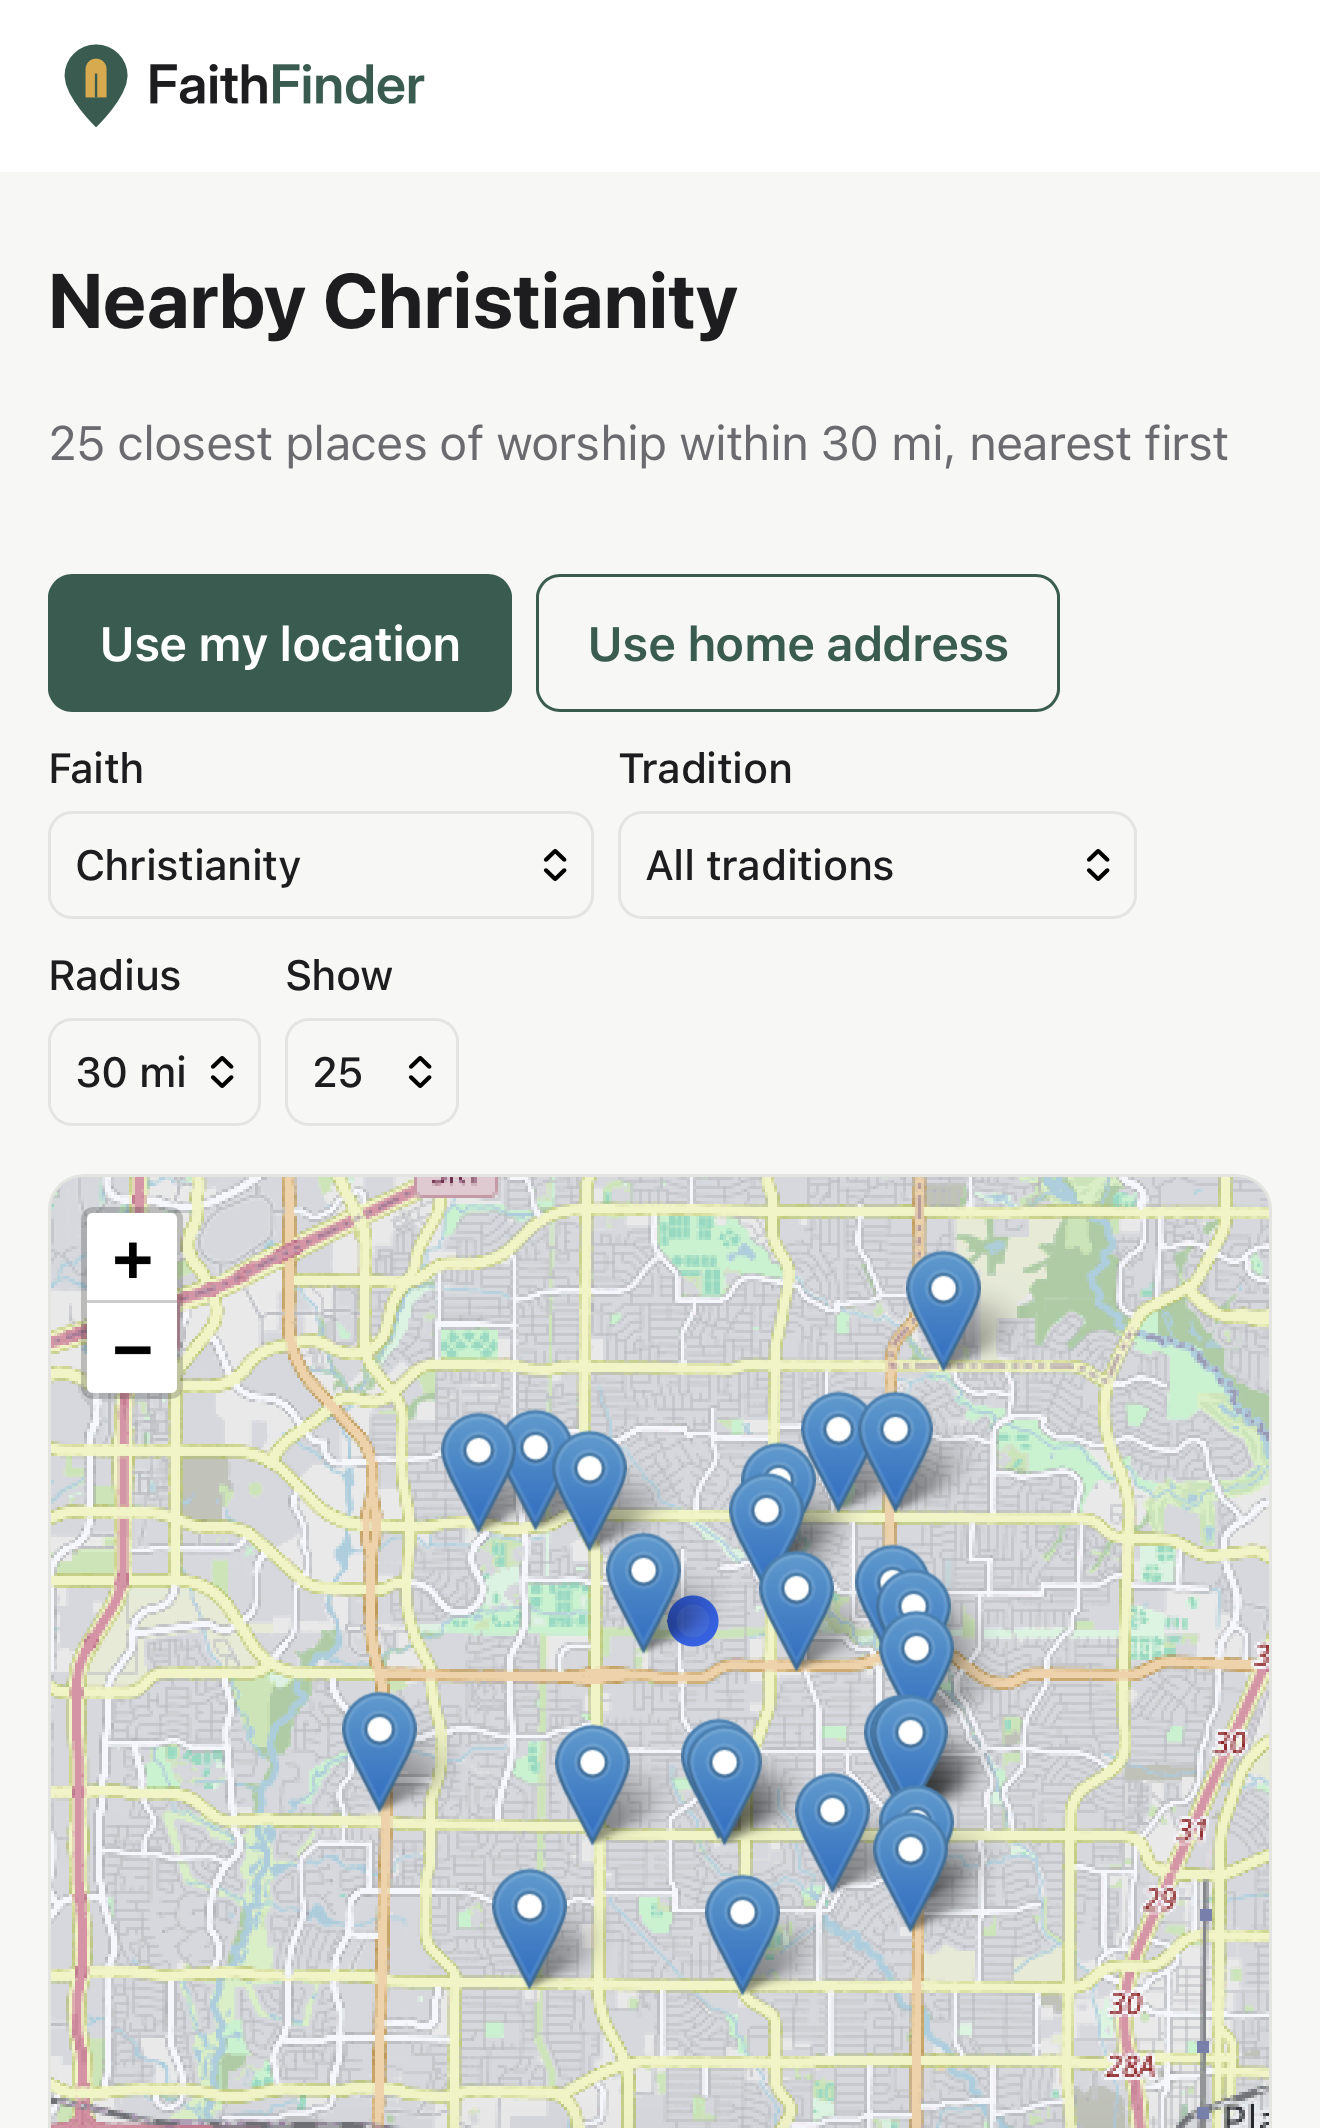 FaithFinder
Nearby Christianity
25 closest places of worship within 30 mi, nearest first
Use my location
Use home address
Faith
Tradition
Christianity
All traditions
Radius
Show
30 mi
25
+
−
30
31
29
30
28A